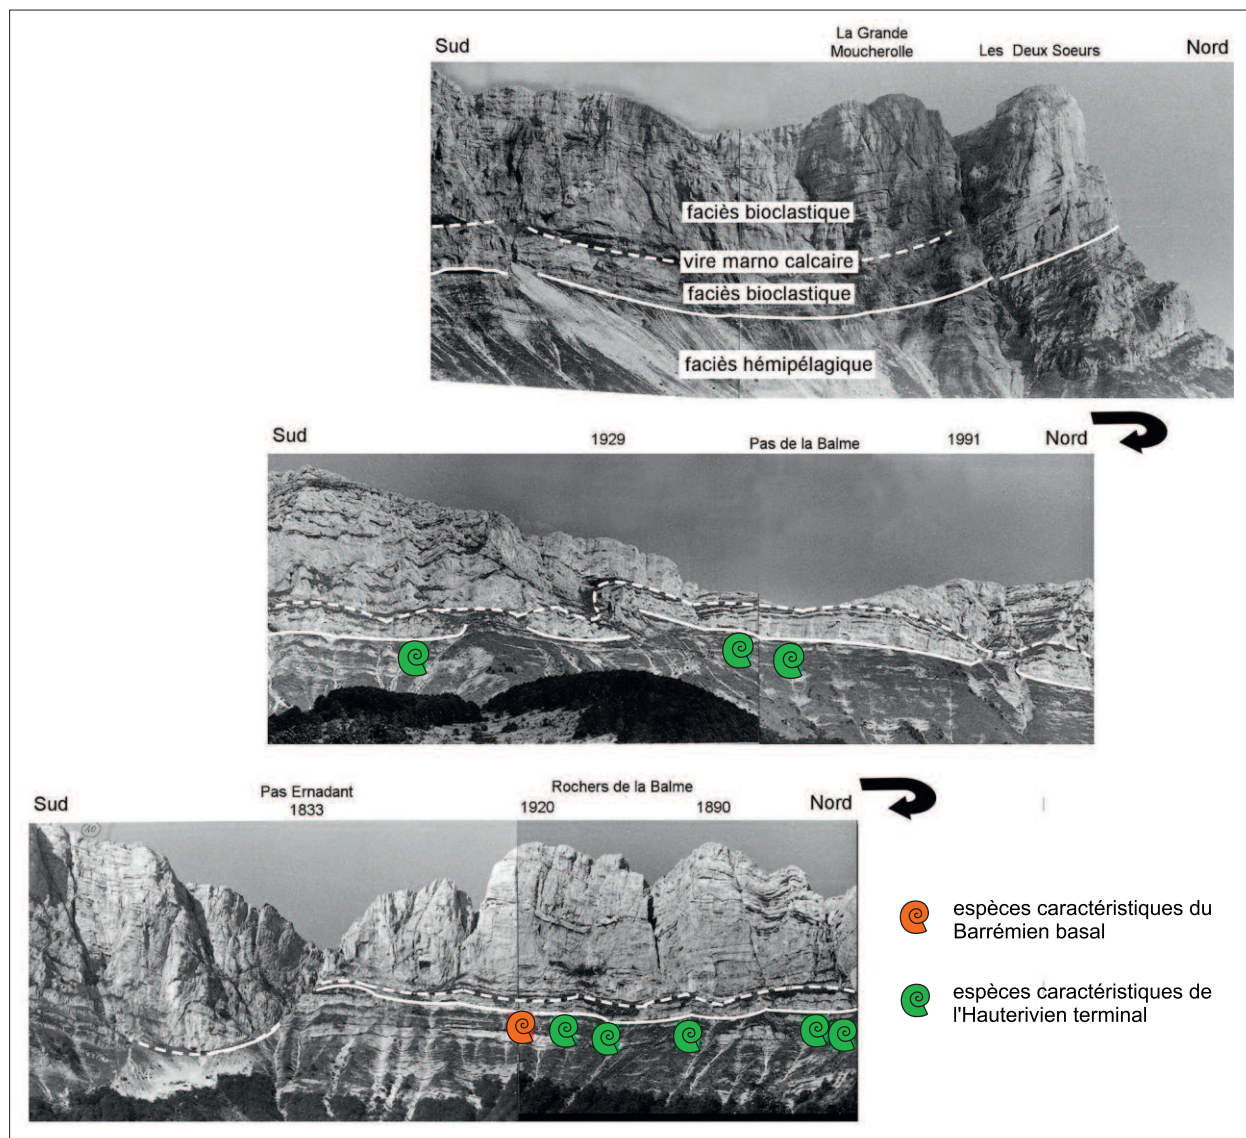 La Grande
Moucherolle
Sud
Les Deux Soeurs
Nord
faciès bioclastique
vire marno calcaire
faciès bioclastique
faciès hémipélagique
Sud
1929
Pas de la Balme
1991
Nord
Sud
Pas Ernadant
1833
Rochers de la Balme
1920
1890
Nord
espèces caractéristiques du
Barrémien basal
espèces caractéristiques de
l'Hauterivien terminal